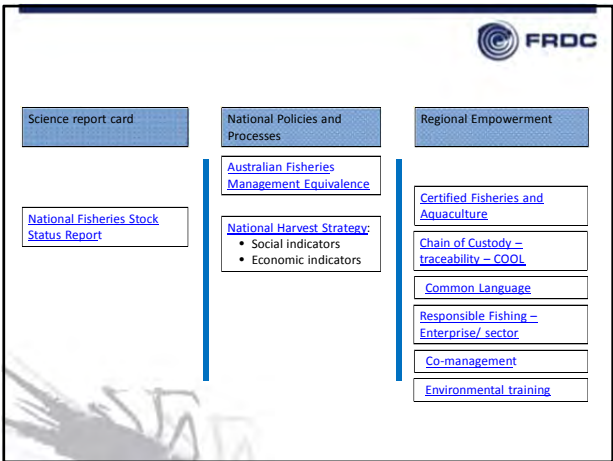 FRDC
Science report card
National Fisheries Stock
Status Report
National Policies and
Processes
Australian Fisheries
Management Equivalence
National Harvest Strategy:
• Social indicators
• Economic indicators
Regional Empowerment
Certified Fisheries and
Aquaculture
Chain of Custody –
traceability – COOL
Common Language
Responsible Fishing –
Enterprise/ sector
Co-management
Environmental training